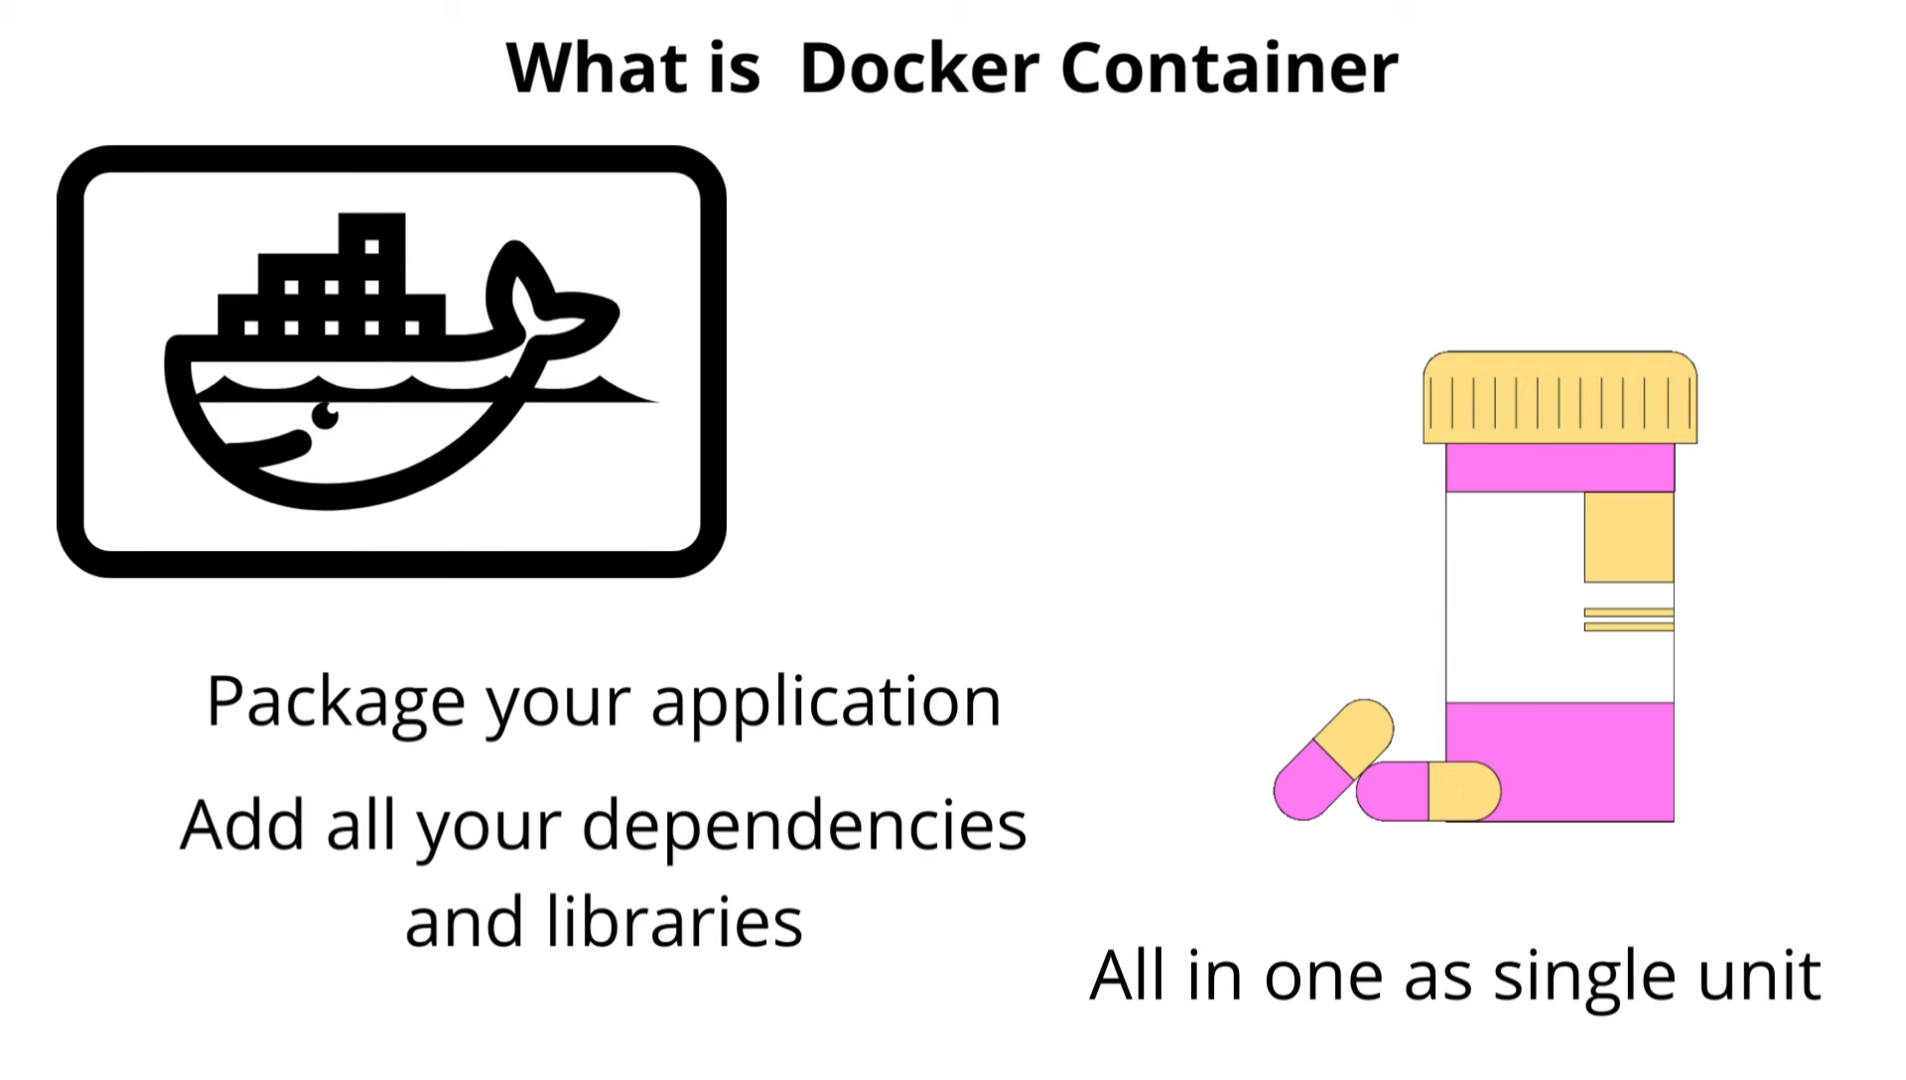 What is  Docker Container
Package your application
Add all your dependencies
and libraries
All in one as single unit